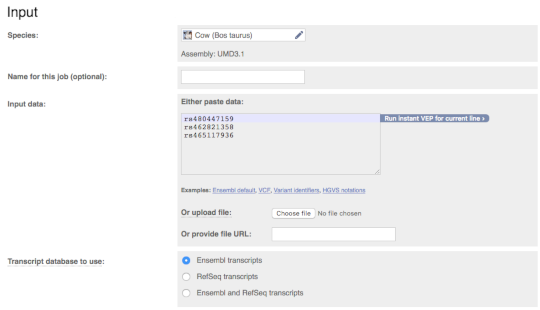 Input
Species:
Cow (Bos taurus)
Assembly: UMD3.1
Name for this job (optional):
Input data:
Either paste data:
rs480447159
Run instant VEP for current line ›
rs462821358
rs465117936
Examples: Ensembl default, VCF, Variant identifiers, HGVS notations
Or upload file:
Choose file No file chosen
Or provide file URL:
Transcript database to use:
Ensembl transcripts
RefSeq transcripts
Ensembl and RefSeq transcripts